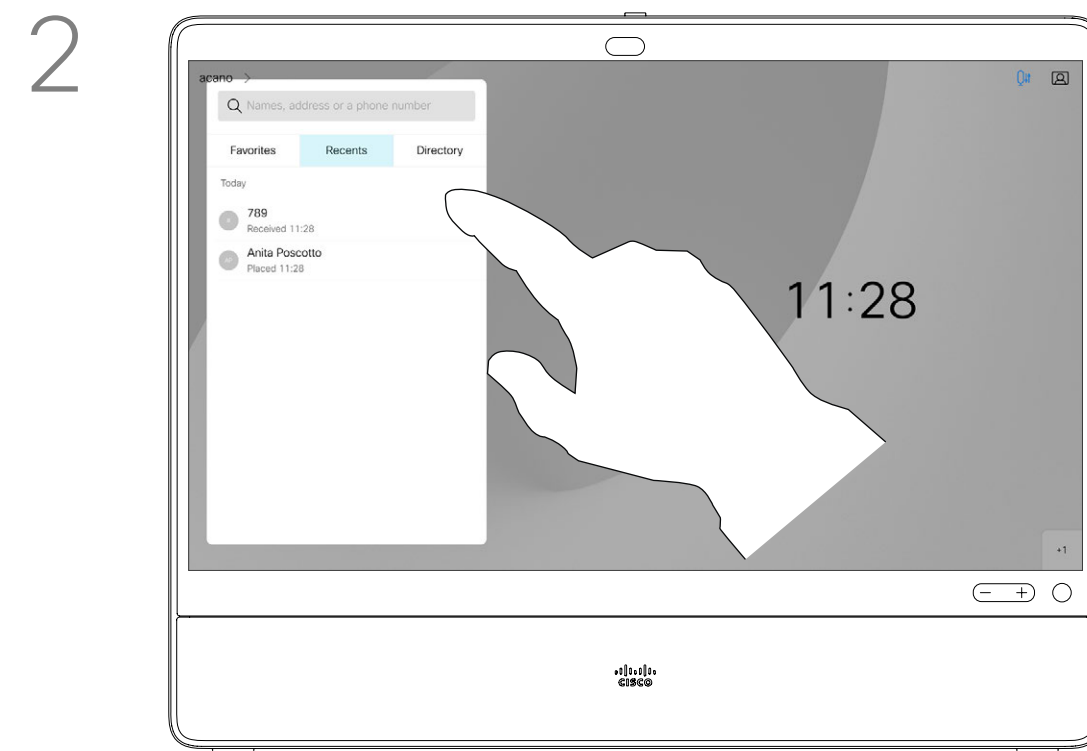 2
acano >
Names, address or a phone number
Favorites Recents Directory
Today
789
Received 11:28
Anita Poscotto
Placed 11:28
11:28
+1
− +
CISCO